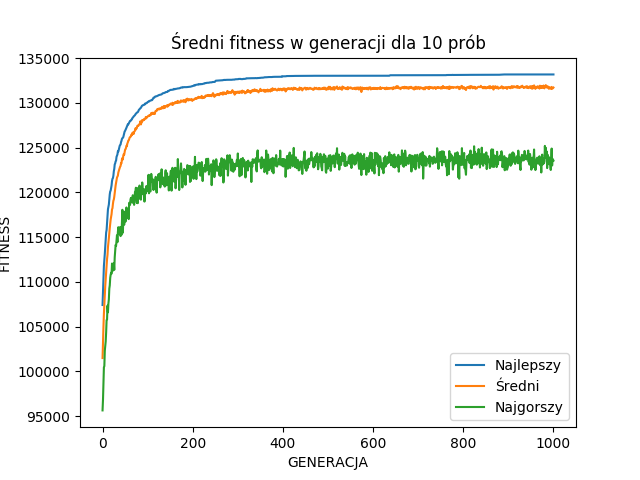 Średni fitness w generacji dla 10 prób
135000
130000
125000
120000
115000
110000
105000
100000
95000
FITNESS
0
200
400
600
800
1000
GENERACJA
Najlepszy
Średni
Najgorszy